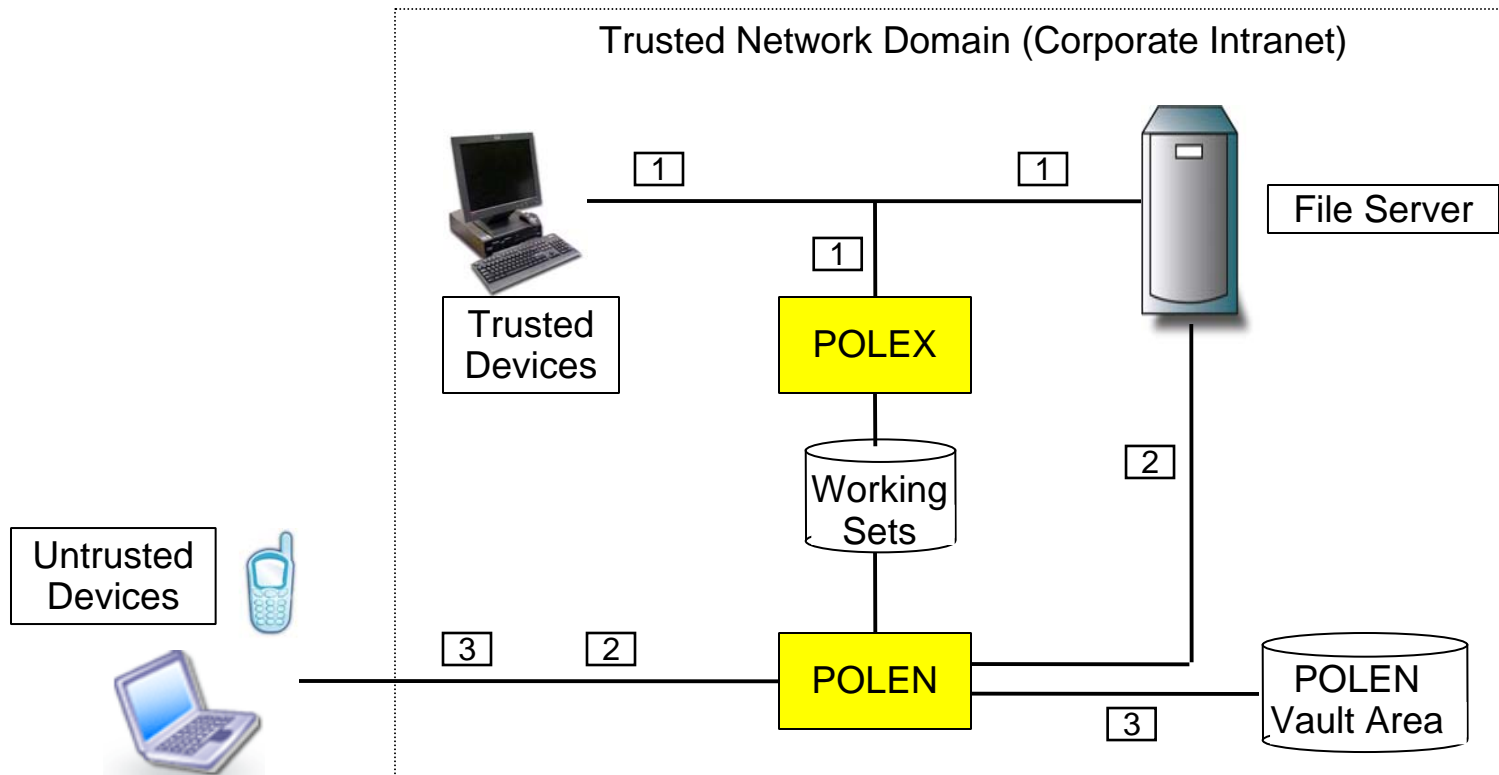 Trusted Network Domain (Corporate Intranet)
1
1
File Server
1
Trusted
Devices
POLEX
2
Working
Sets
Untrusted
Devices
3
2
POLEN
POLEN
Vault Area
3